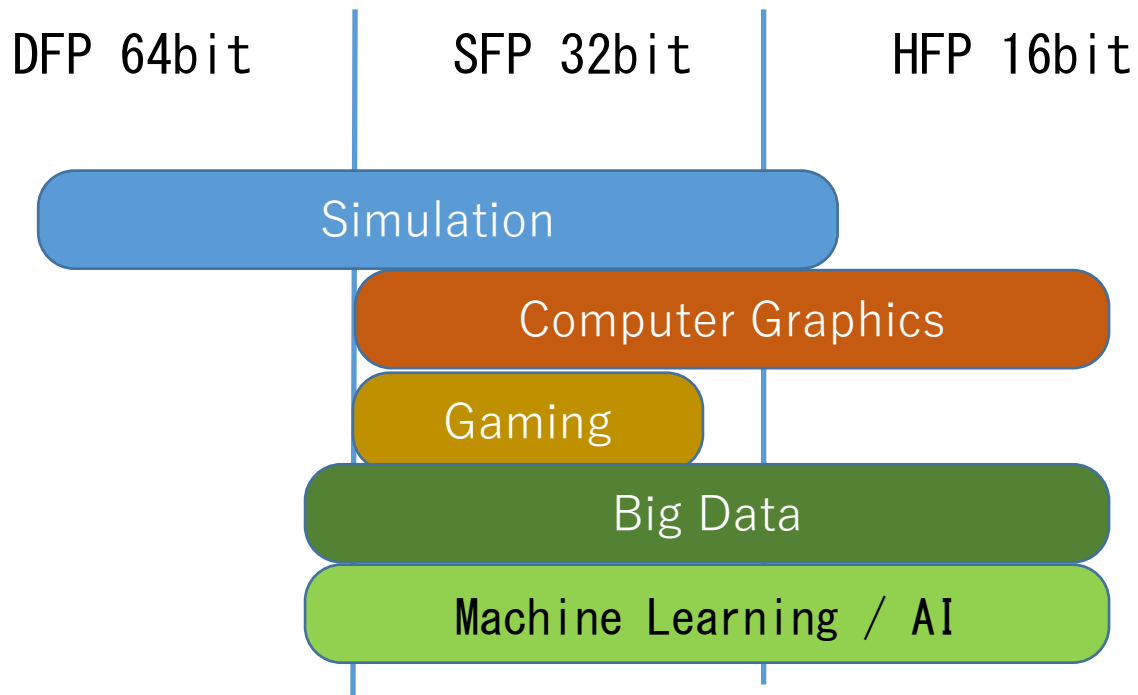 DFP 64bit SFP 32bit HFP 16bit
Simulation
Computer Graphics
Gaming
Big Data
Machine Learning / AI